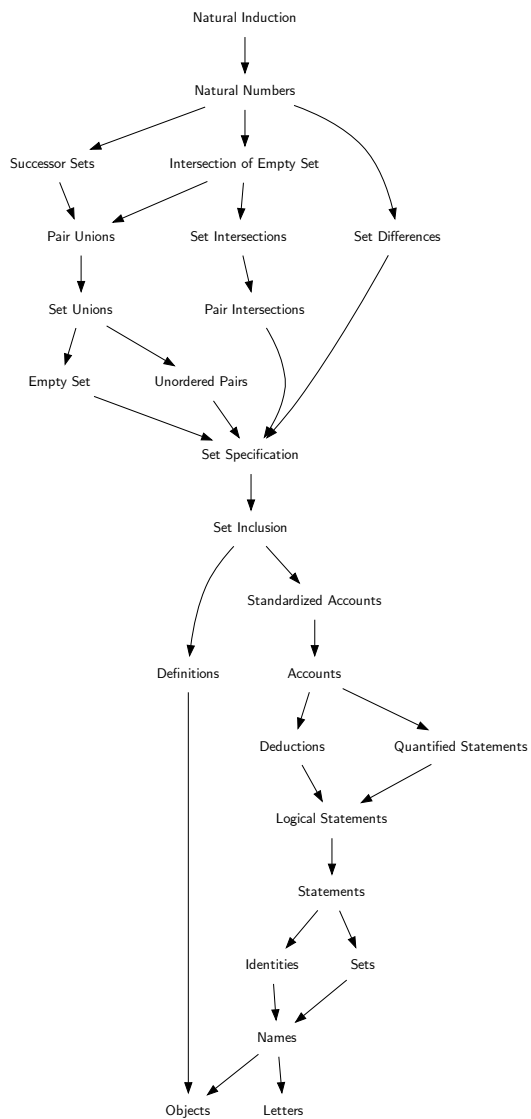 Natural Induction
Natural Numbers
Successor Sets
Intersection of Empty Set
Pair Unions
Set Intersections
Set Differences
Set Unions
Pair Intersections
Empty Set
Unordered Pairs
Set Specification
Set Inclusion
Standardized Accounts
Definitions
Accounts
Deductions
Quantified Statements
Logical Statements
Statements
Identities
Sets
Names
Objects
Letters